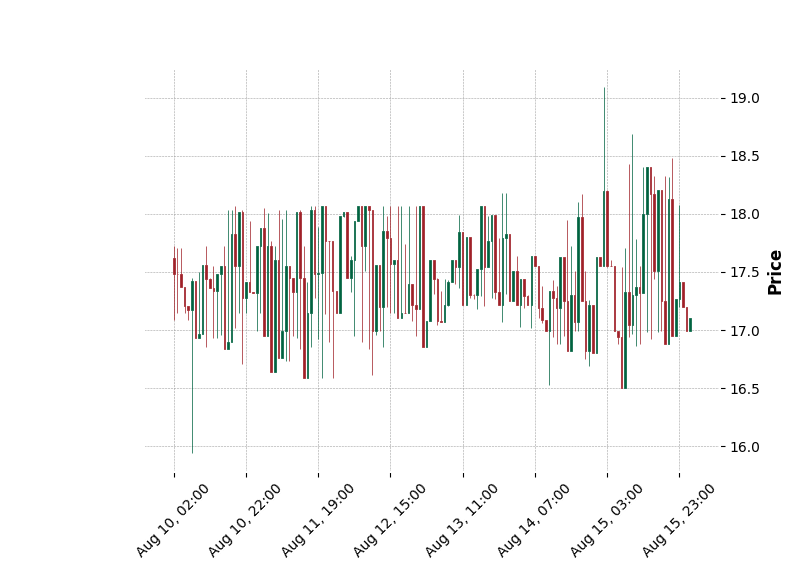 19.0
18.5
18.0
17.5
17.0
16.5
16.0
Price
Aug 10, 02:00
Aug 10, 22:00
Aug 11, 19:00
Aug 12, 15:00
Aug 13, 11:00
Aug 14, 07:00
Aug 15, 03:00
Aug 15, 23:00